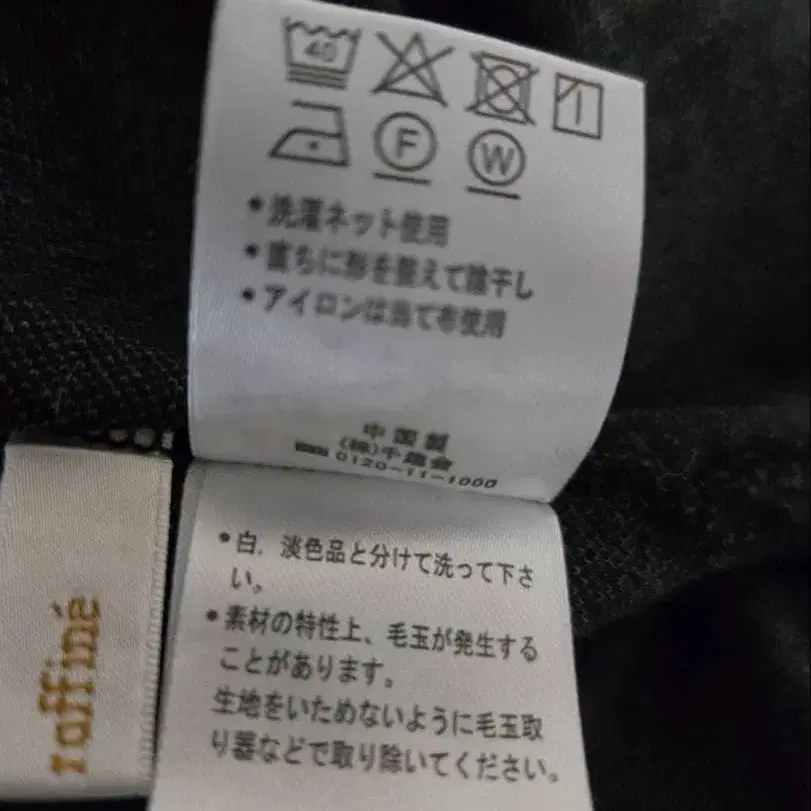 40
F W
•洗濯ネット使用
•直ちに形を整えて陰干し
•アイロンは当て布使用
中国製
(株)千趣会
0120-11-1000
•白、淡色品と分けて洗って下さ
い。
•素材の特性上、毛玉が発生する
ことがあります。
生地をいためないように毛玉取
り器などで取り除いてください。
raffiné